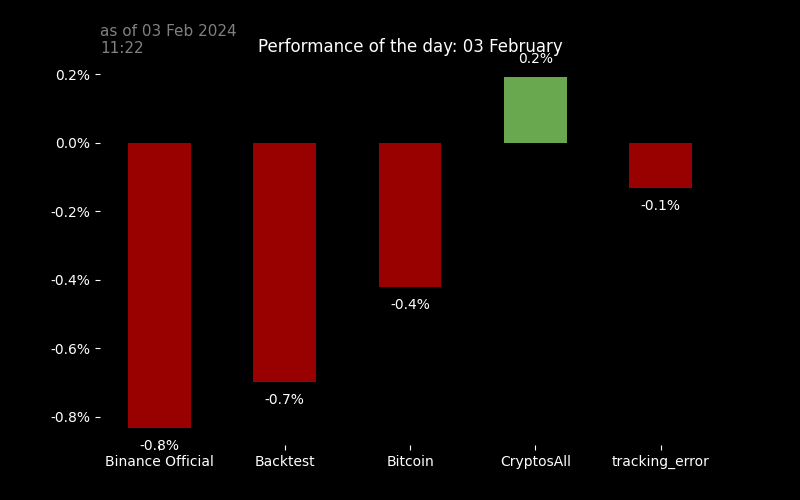 as of 03 Feb 2024
11:22
Performance of the day: 03 February
0.2%
0.2%
0.0%
-0.2%
-0.1%
-0.4%
-0.4%
-0.6%
-0.7%
-0.8%
-0.8%
Binance Official
Backtest
Bitcoin
CryptosAll
tracking_error